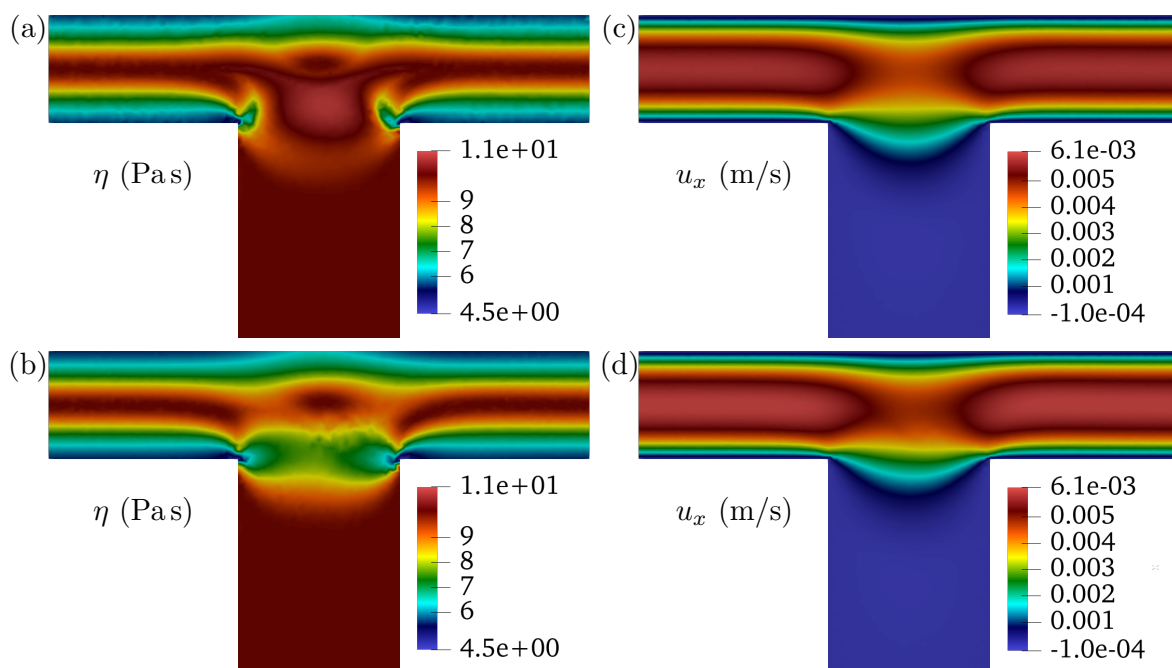 (a)
η (Pa s)
1.1e+01
9
8
7
6
4.5e+00
(c)
u_x (m/s)
6.1e-03
0.005
0.004
0.003
0.002
0.001
-1.0e-04
(b)
η (Pa s)
1.1e+01
9
8
7
6
4.5e+00
(d)
u_x (m/s)
6.1e-03
0.005
0.004
0.003
0.002
0.001
-1.0e-04